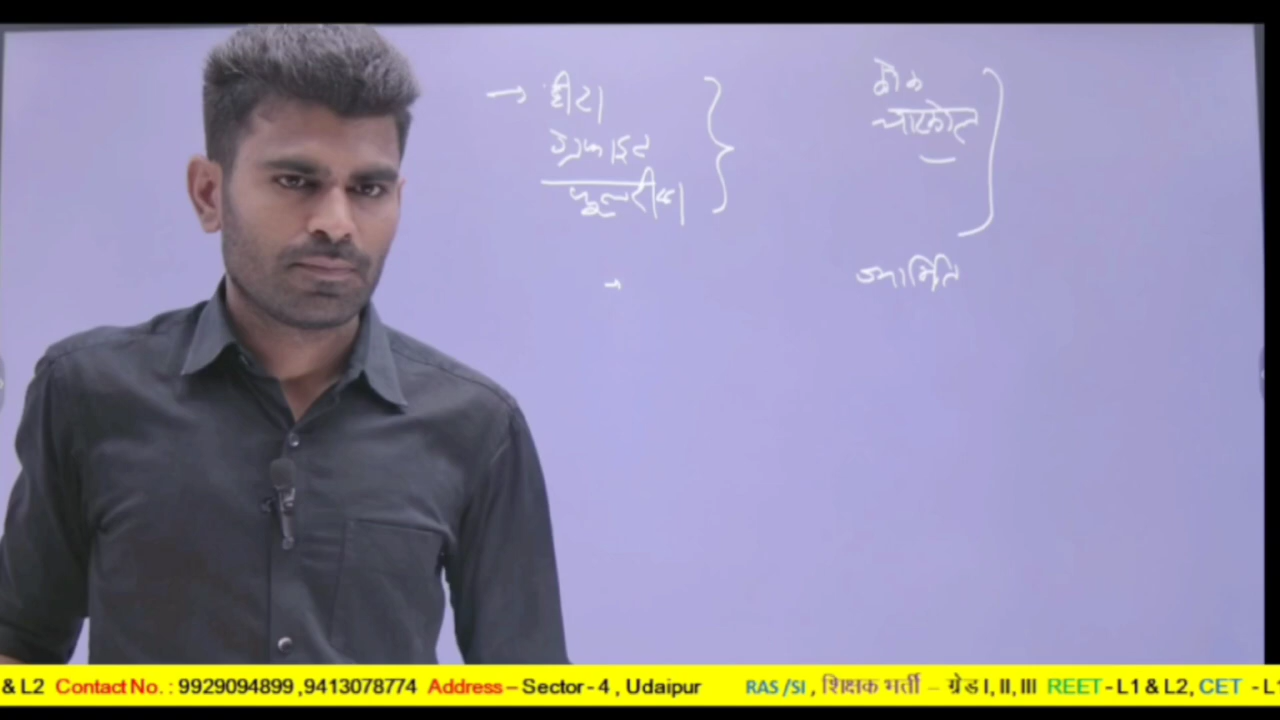 → हीरा
ग्रेफाइट
फुलरीन
कोक
चारकोल
ज्यामिति
& L2 Contact No. : 9929094899 ,9413078774 Address – Sector - 4 , Udaipur RAS /SI , शिक्षक भर्ती – ग्रेड I, II, III REET - L1 & L2, CET - L1